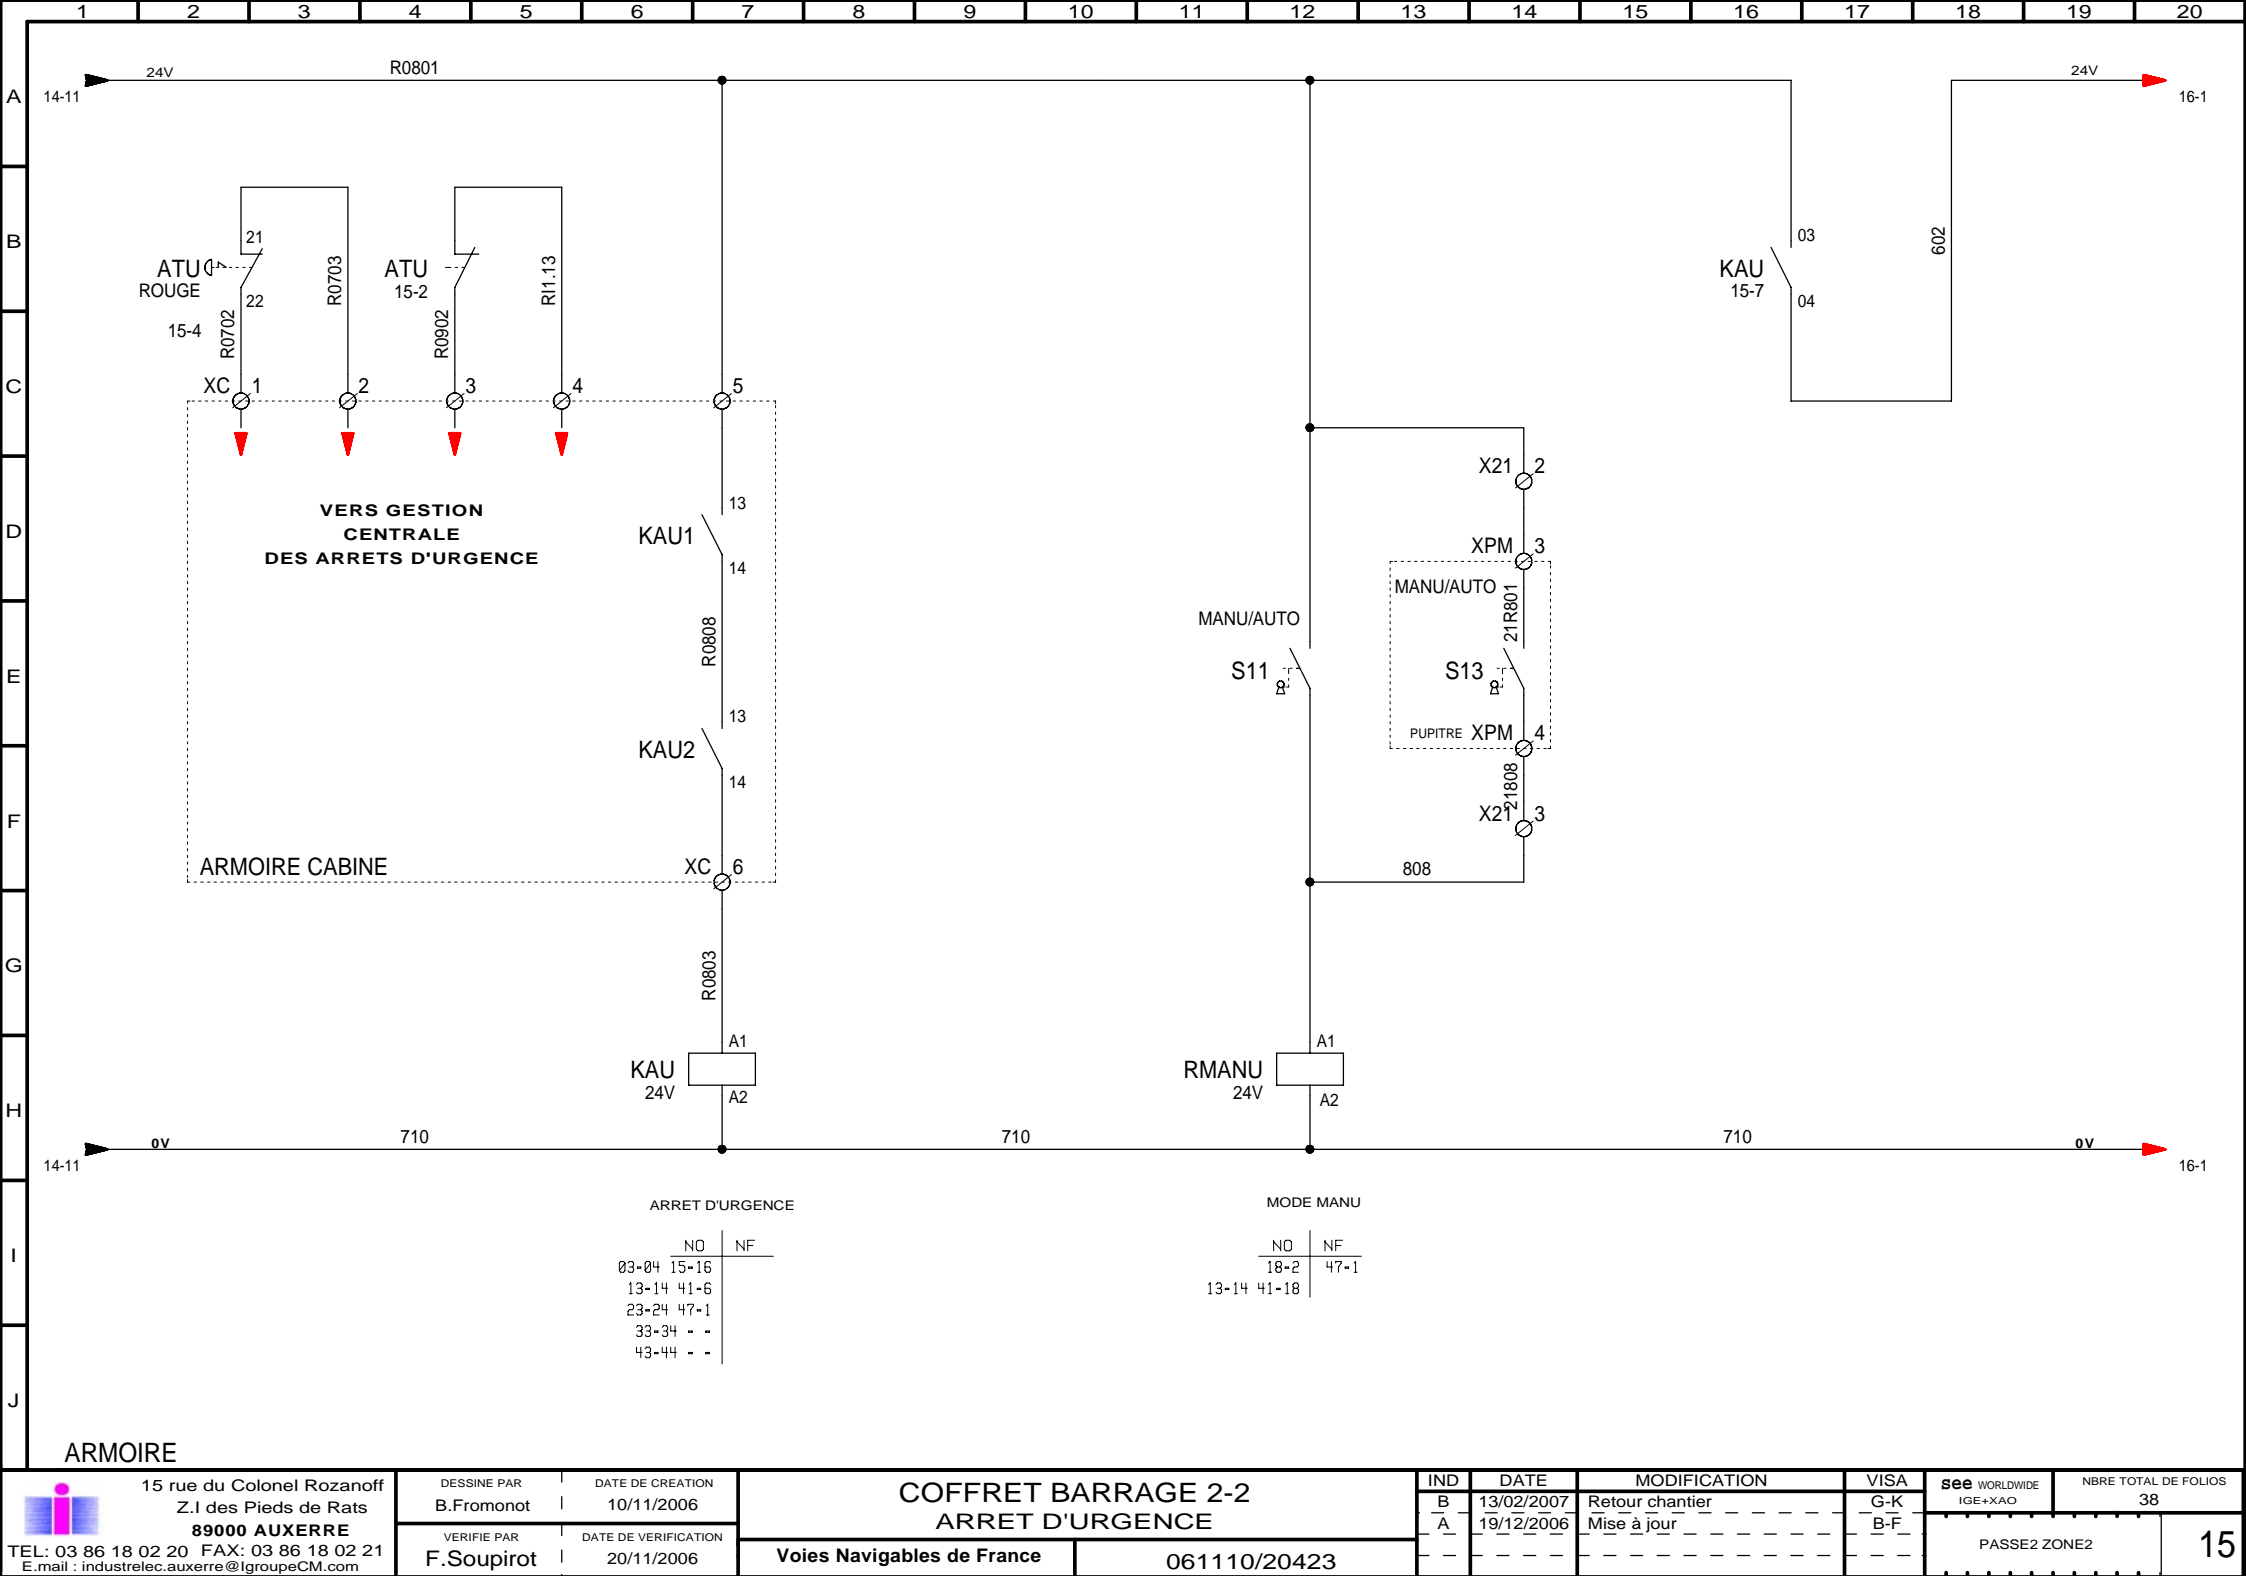 1 2 3 4 5 6 7 8 9 10 11 12 13 14 15 16 17 18 19 20
A
B
C
D
E
F
G
H
I
J
24V
R0801
14-11
24V
16-1
21
ATU
ROUGE
22
15-4
R0702
R0703
ATU
15-2
R0902
RI1.13
XC 1
2
3
4
5
VERS GESTION
CENTRALE
DES ARRETS D'URGENCE
13
KAU1
14
R0808
13
KAU2
14
ARMOIRE CABINE
XC 6
R0803
A1
KAU
24V
A2
MANU/AUTO
S11
X21 2
XPM 3
MANU/AUTO
21R801
S13
PUPITRE XPM 4
21808
X21 3
808
A1
RMANU
24V
A2
03
KAU
15-7
04
602
0V
710
710
710
0V
14-11
16-1
ARRET D'URGENCE
NO NF
03-04 15-16
13-14 41-6
23-24 47-1
33-34 - -
43-44 - -
MODE MANU
NO NF
18-2 47-1
13-14 41-18
ARMOIRE
15 rue du Colonel Rozanoff
Z.I des Pieds de Rats
89000 AUXERRE
TEL: 03 86 18 02 20 FAX: 03 86 18 02 21
E.mail : industrelec.auxerre@IgroupeCM.com
DESSINE PAR
B.Fromonot
DATE DE CREATION
10/11/2006
VERIFIE PAR
F.Soupirot
DATE DE VERIFICATION
20/11/2006
COFFRET BARRAGE 2-2
ARRET D'URGENCE
Voies Navigables de France
061110/20423
IND DATE MODIFICATION VISA
B 13/02/2007 Retour chantier G-K
A 19/12/2006 Mise à jour B-F
see WORLDWIDE
IGE+XAO
NBRE TOTAL DE FOLIOS
38
PASSE2 ZONE2
15